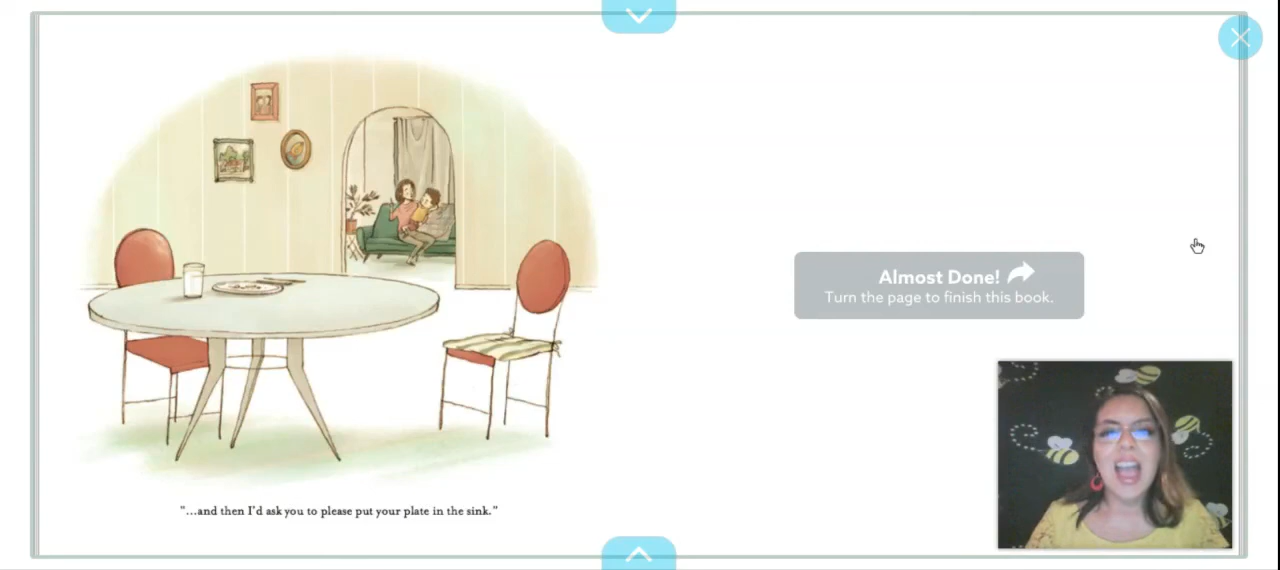 "...and then I'd ask you to please put your plate in the sink."
Almost Done!
Turn the page to finish this book.